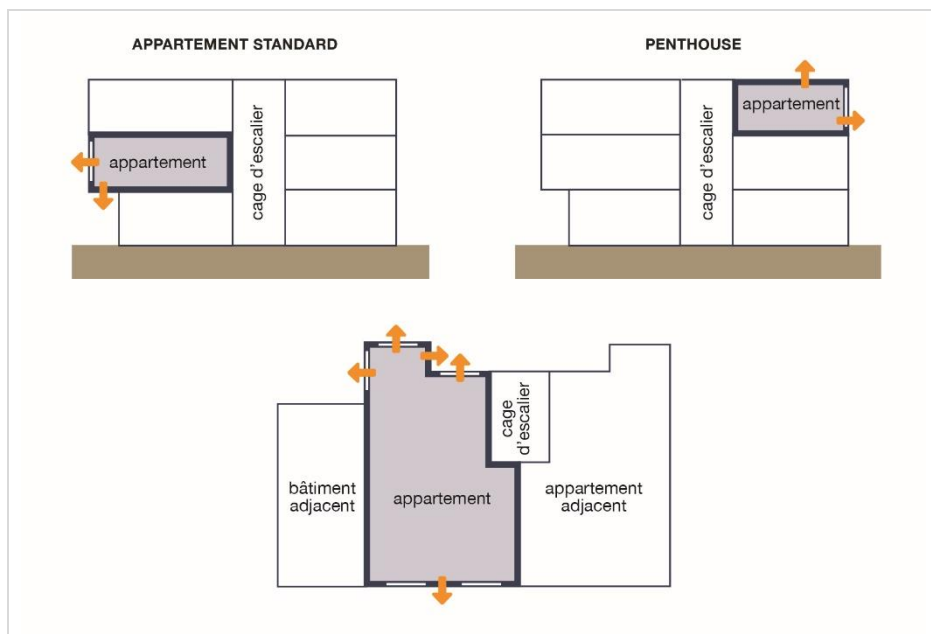 APPARTEMENT STANDARD
PENTHOUSE
appartement
cage d'escalier
appartement
cage d'escalier
cage
d'escalier
bâtiment
adjacent
appartement
appartement
adjacent